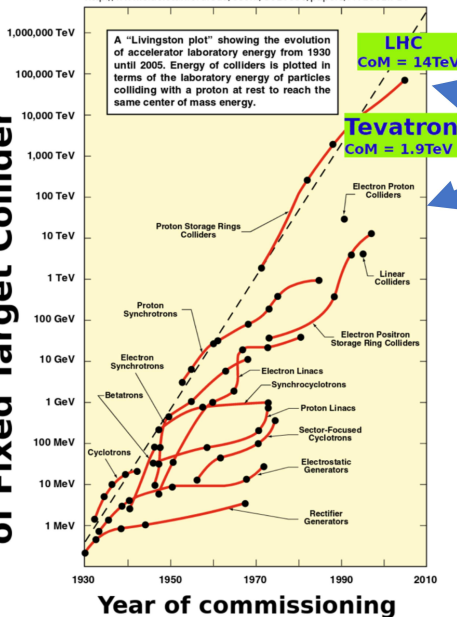 A "Livingston plot" showing the evolution
of accelerator laboratory energy from 1930
until 2005. Energy of colliders is plotted in
terms of the laboratory energy of particles
colliding with a proton at rest to reach the
same center of mass energy.
LHC
CoM = 14TeV
Tevatron
CoM = 1.9TeV
1,000,000 TeV
100,000 TeV
10,000 TeV
1,000 TeV
100 TeV
10 TeV
1 TeV
100 GeV
10 GeV
1 GeV
100 MeV
10 MeV
1 MeV
Electron Proton
Colliders
Proton Storage Rings
Colliders
Linear
Colliders
Proton
Synchrotrons
Electron Positron
Storage Ring Colliders
Electron
Synchrotrons
Electron Linacs
Synchrocyclotrons
Betatrons
Proton Linacs
Sector-Focused
Cyclotrons
Cyclotrons
Electrostatic
Generators
Rectifier
Generators
1930
1950
1970
1990
2010
Year of commissioning
of Fixed Target Collider